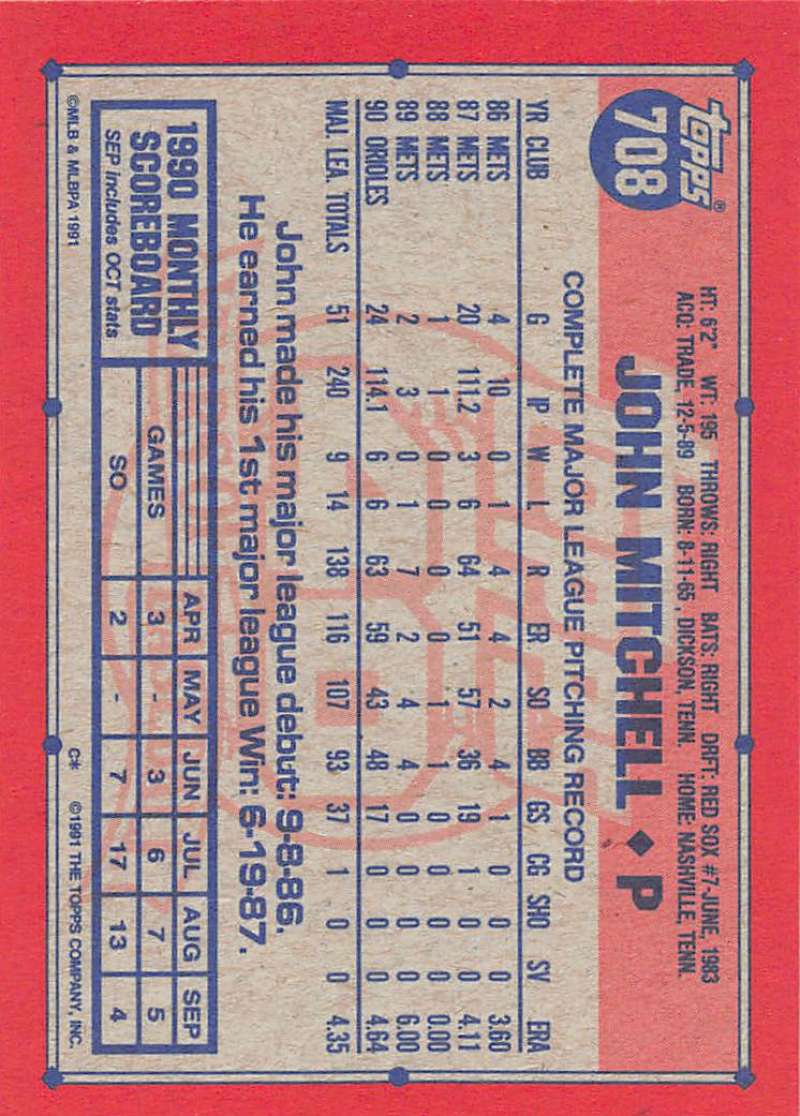 TOPPS®
708
HT: 6'2" WT: 195 THROWS: RIGHT BATS: RIGHT DRFT: RED SOX #7-JUNE, 1983
ACQ: TRADE, 12-5-89 BORN: 8-11-65, DICKSON, TENN. HOME: NASHVILLE, TENN.
JOHN MITCHELL ◆ P
COMPLETE MAJOR LEAGUE PITCHING RECORD
YR CLUB G IP W L R ER SO BB GS CG SHO SV ERA
86 METS 4 10 0 1 4 4 2 4 1 0 0 0 3.60
87 METS 20 111.2 3 6 64 51 57 36 19 1 0 0 4.11
88 METS 1 1 0 0 0 0 1 1 0 0 0 0 0.00
89 METS 2 3 0 1 7 2 4 4 0 0 0 0 6.00
90 ORIOLES 24 114.1 6 6 63 59 43 48 17 0 0 0 4.64
MAJ. LEA. TOTALS 51 240 9 14 138 116 107 93 37 1 0 0 4.35
John made his major league debut: 9-8-86.
He earned his 1st major league Win: 6-19-87.
1990 MONTHLY
SCOREBOARD
SEP includes OCT stats
APR MAY JUN JUL AUG SEP
GAMES 3 - 3 6 7 5
SO 2 - 7 17 13 4
©MLB & MLBPA 1991
C* ©1991 THE TOPPS COMPANY, INC.